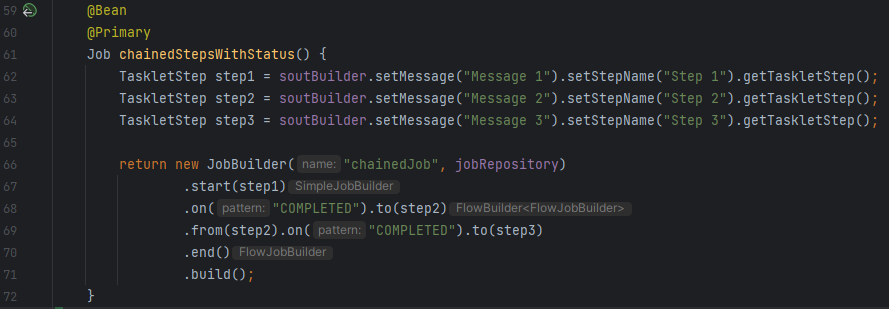 59 @Bean
60 @Primary
61 Job chainedStepsWithStatus() {
62 TaskletStep step1 = soutBuilder.setMessage("Message 1").setStepName("Step 1").getTaskletStep();
63 TaskletStep step2 = soutBuilder.setMessage("Message 2").setStepName("Step 2").getTaskletStep();
64 TaskletStep step3 = soutBuilder.setMessage("Message 3").setStepName("Step 3").getTaskletStep();
65
66 return new JobBuilder( name: "chainedJob", jobRepository)
67 .start(step1) SimpleJobBuilder
68 .on( pattern: "COMPLETED").to(step2) FlowBuilder<FlowJobBuilder>
69 .from(step2).on( pattern: "COMPLETED").to(step3)
70 .end() FlowJobBuilder
71 .build();
72 }